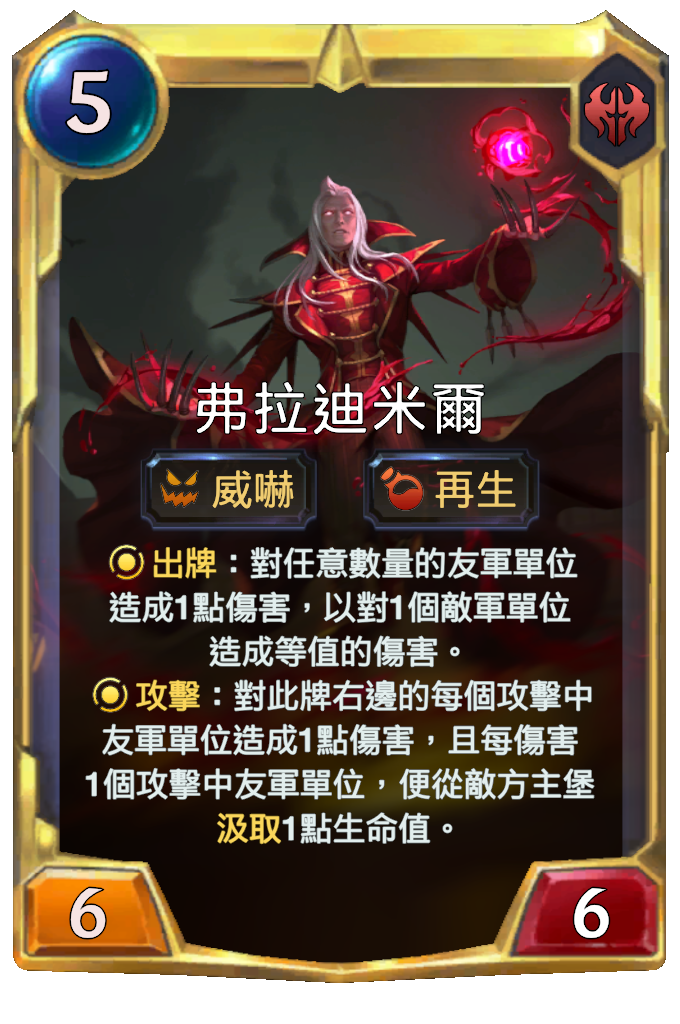 5
弗拉迪米爾
威嚇 再生
出牌：對任意數量的友軍單位
造成1點傷害，以對1個敵軍單位
造成等值的傷害。
攻擊：對此牌右邊的每個攻擊中
友軍單位造成1點傷害，且每傷害
1個攻擊中友軍單位，便從敵方主堡
汲取1點生命值。
6 6